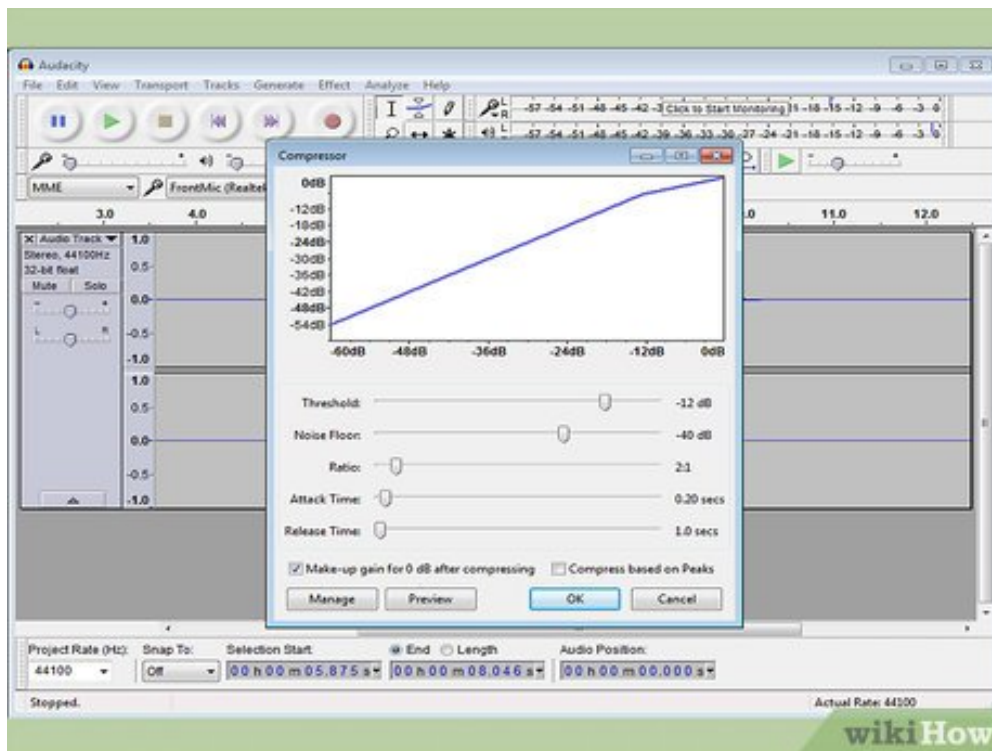 Audacity
File Edit View Transport Tracks Generate Effect Analyze Help
-57 -54 -51 -48 -45 -42 -3 Click to Start Monitoring 1 -18 -15 -12 -9 -6 -3 0
-57 -54 -51 -48 -45 -42 -39 -36 -33 -30 -27 -24 -21 -18 -15 -12 -9 -6 -3 0
MME
FrontMic (Realtek
3.0 4.0 .0 11.0 12.0
Compressor
0dB
-12dB
-18dB
-24dB
-30dB
-36dB
-42dB
-48dB
-54dB
-60dB -48dB -36dB -24dB -12dB 0dB
Threshold: -12 dB
Noise Floor: -40 dB
Ratio: 2:1
Attack Time: 0.20 secs
Release Time: 1.0 secs
Make-up gain for 0 dB after compressing Compress based on Peaks
Manage Preview OK Cancel
Audio Track
Stereo, 44100Hz
32-bit float
Mute Solo
- +
L R
1.0
0.5
0.0
-0.5
-1.0
1.0
0.5
0.0
-0.5
-1.0
Project Rate (Hz): Snap To: Selection Start: End Length Audio Position:
44100 Off 00 h 00 m 05.875 s 00 h 00 m 08.046 s 00 h 00 m 00.000 s
Stopped. Actual Rate: 44100
wikiHow